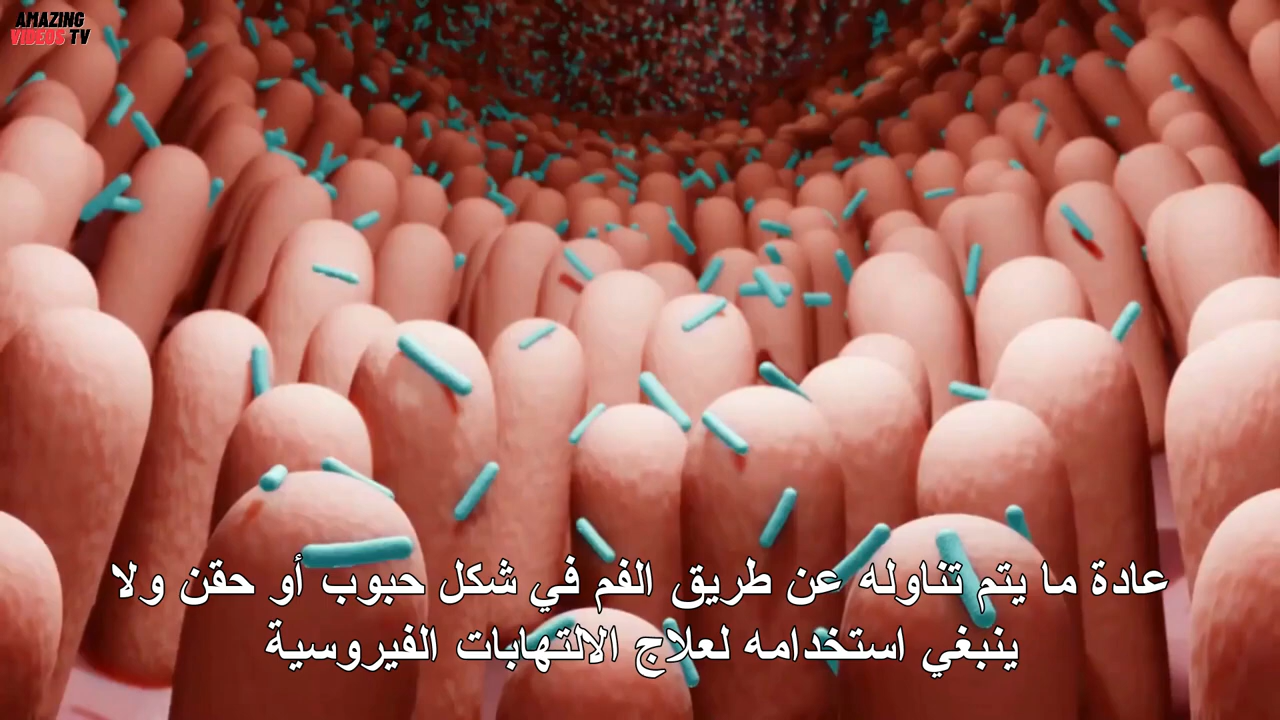 AMAZING
VIDEOS TV
عادة ما يتم تناوله عن طريق الفم في شكل حبوب أو حقن ولا
ينبغي استخدامه لعلاج الالتهابات الفيروسية